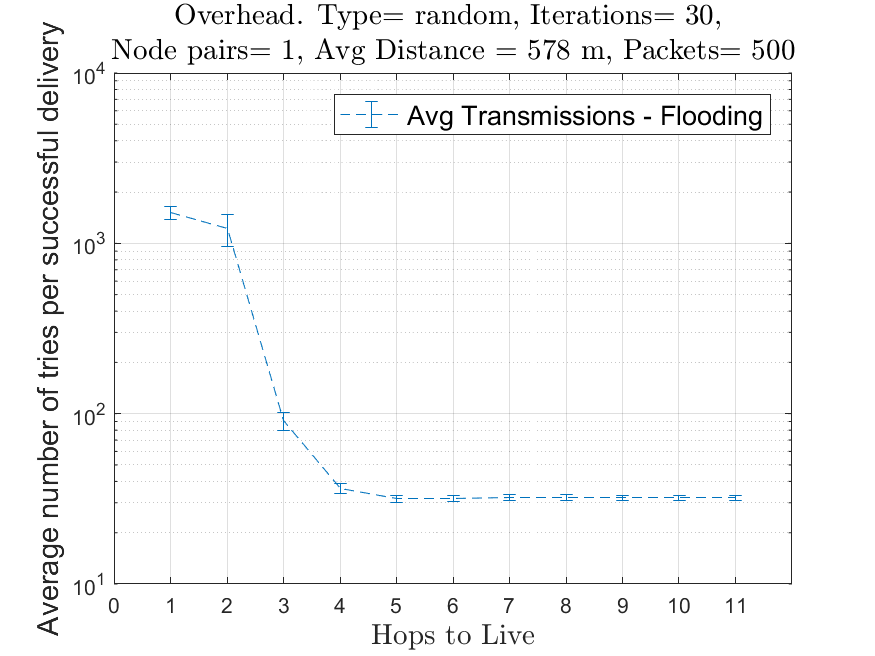 Overhead. Type= random, Iterations= 30,
Node pairs= 1, Avg Distance = 578 m, Packets= 500
Avg Transmissions - Flooding
Average number of tries per successful delivery
10^4
10^3
10^2
10^1
0 1 2 3 4 5 6 7 8 9 10 11
Hops to Live